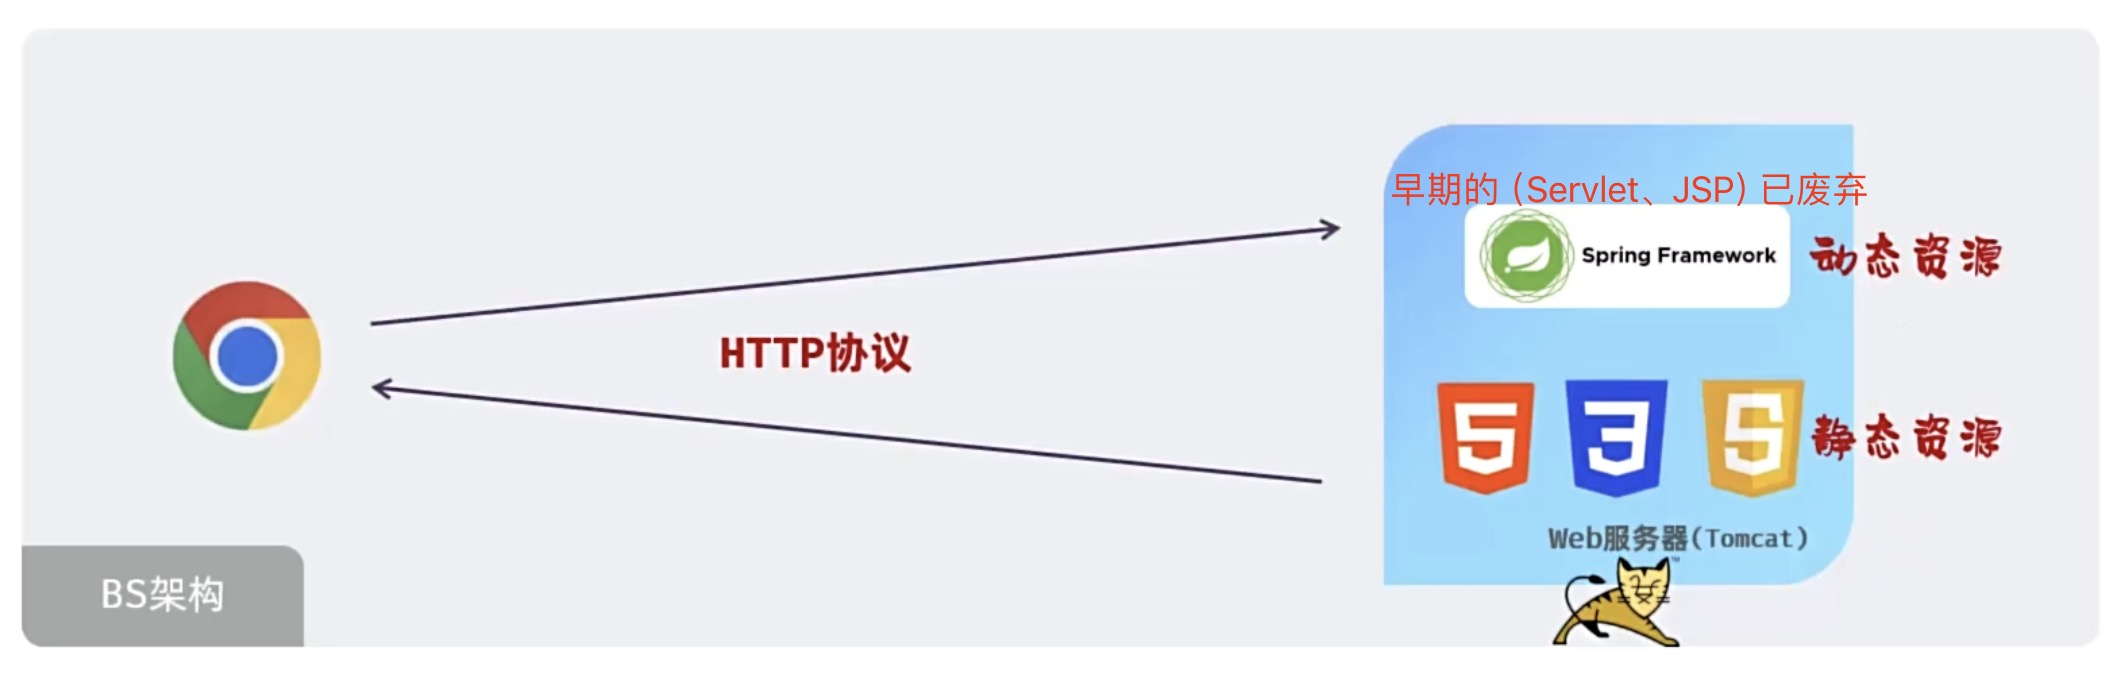 早期的（Servlet、JSP）已废弃
Spring Framework
动态资源
HTTP协议
静态资源
Web服务器(Tomcat)
BS架构